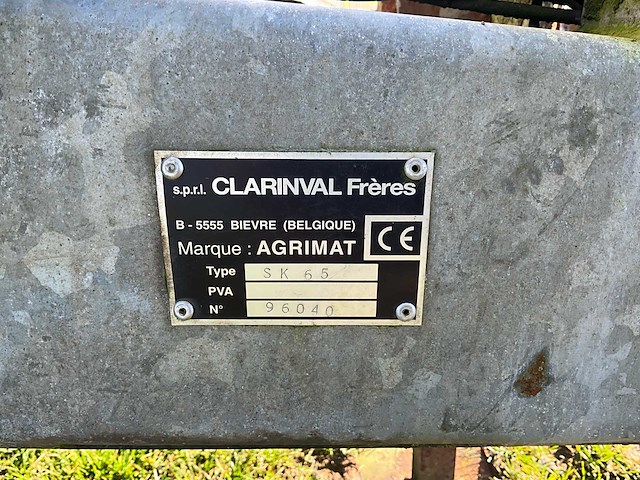 s.p.r.l. CLARINVAL Frères
B - 5555 BIEVRE (BELGIQUE)
Marque : AGRIMAT CE
Type SK 65
PVA
N° 96040